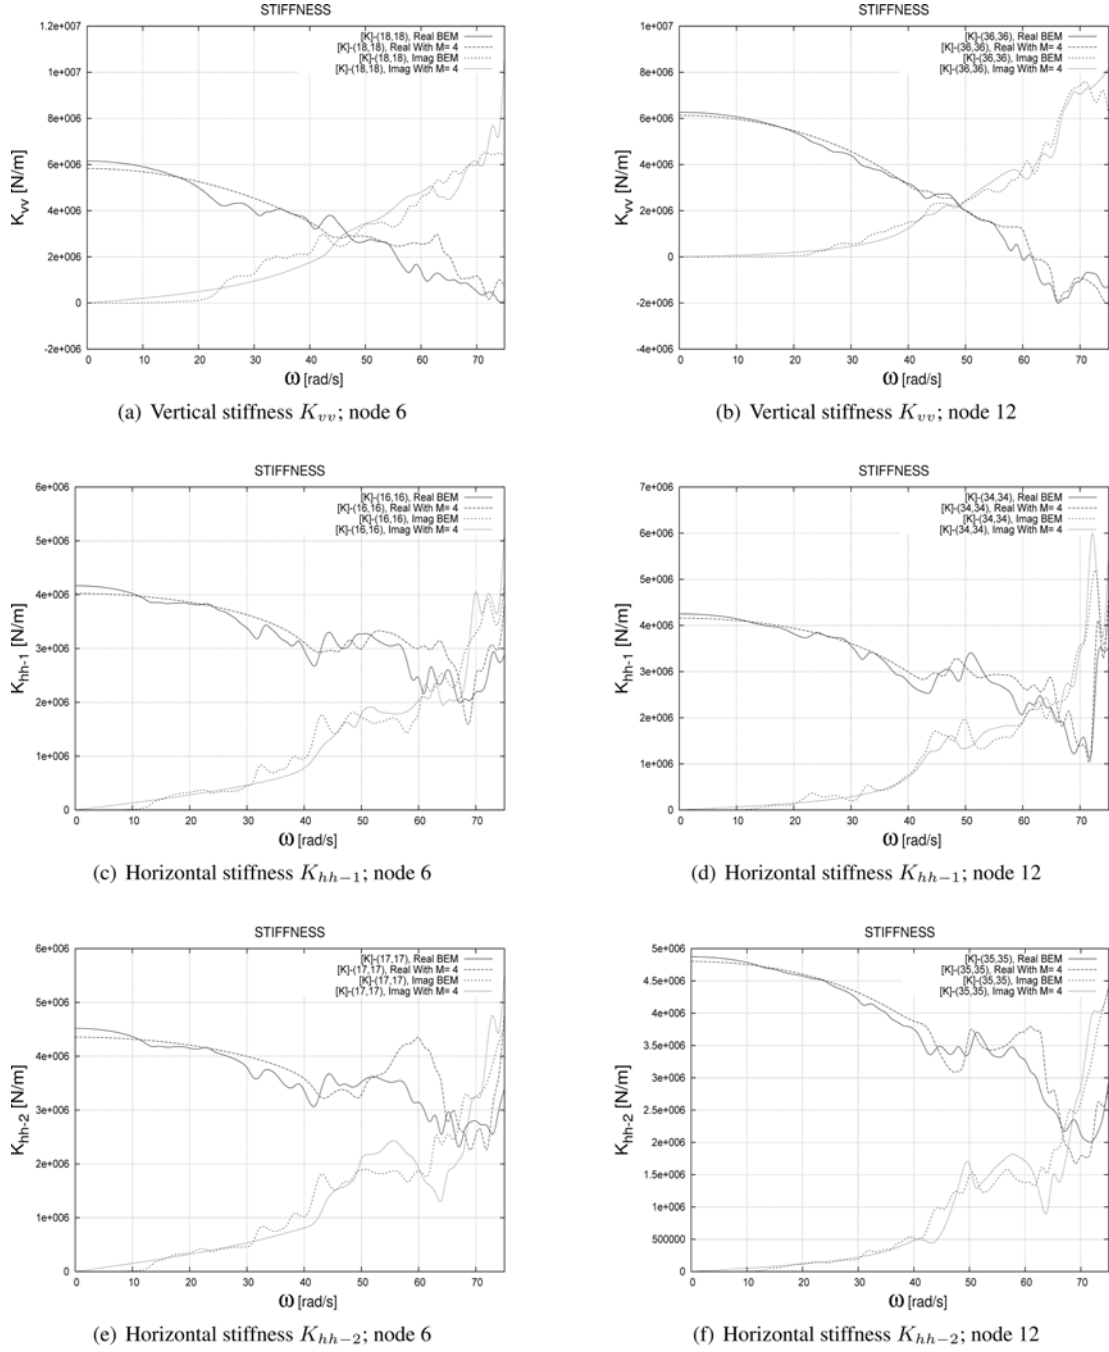 STIFFNESS
1.2e+007
1e+007
8e+006
6e+006
4e+006
2e+006
0
-2e+006
K_vv [N/m]
[K]-(18,18), Real BEM
[K]-(18,18), Real With M= 4
[K]-(18,18), Imag BEM
[K]-(18,18), Imag With M= 4
0 10 20 30 40 50 60 70
ω [rad/s]
(a) Vertical stiffness K_vv; node 6
STIFFNESS
1e+007
8e+006
6e+006
4e+006
2e+006
0
-2e+006
-4e+006
K_vv [N/m]
[K]-(36,36), Real BEM
[K]-(36,36), Real With M= 4
[K]-(36,36), Imag BEM
[K]-(36,36), Imag With M= 4
0 10 20 30 40 50 60 70
ω [rad/s]
(b) Vertical stiffness K_vv; node 12
STIFFNESS
6e+006
5e+006
4e+006
3e+006
2e+006
1e+006
0
K_hh-1 [N/m]
[K]-(16,16), Real BEM
[K]-(16,16), Real With M= 4
[K]-(16,16), Imag BEM
[K]-(16,16), Imag With M= 4
0 10 20 30 40 50 60 70
ω [rad/s]
(c) Horizontal stiffness K_hh−1; node 6
STIFFNESS
7e+006
6e+006
5e+006
4e+006
3e+006
2e+006
1e+006
0
K_hh-1 [N/m]
[K]-(34,34), Real BEM
[K]-(34,34), Real With M= 4
[K]-(34,34), Imag BEM
[K]-(34,34), Imag With M= 4
0 10 20 30 40 50 60 70
ω [rad/s]
(d) Horizontal stiffness K_hh−1; node 12
STIFFNESS
6e+006
5e+006
4e+006
3e+006
2e+006
1e+006
0
K_hh-2 [N/m]
[K]-(17,17), Real BEM
[K]-(17,17), Real With M= 4
[K]-(17,17), Imag BEM
[K]-(17,17), Imag With M= 4
0 10 20 30 40 50 60 70
ω [rad/s]
(e) Horizontal stiffness K_hh−2; node 6
STIFFNESS
5e+006
4.5e+006
4e+006
3.5e+006
3e+006
2.5e+006
2e+006
1.5e+006
1e+006
500000
0
K_hh-2 [N/m]
[K]-(35,35), Real BEM
[K]-(35,35), Real With M= 4
[K]-(35,35), Imag BEM
[K]-(35,35), Imag With M= 4
0 10 20 30 40 50 60 70
ω [rad/s]
(f) Horizontal stiffness K_hh−2; node 12